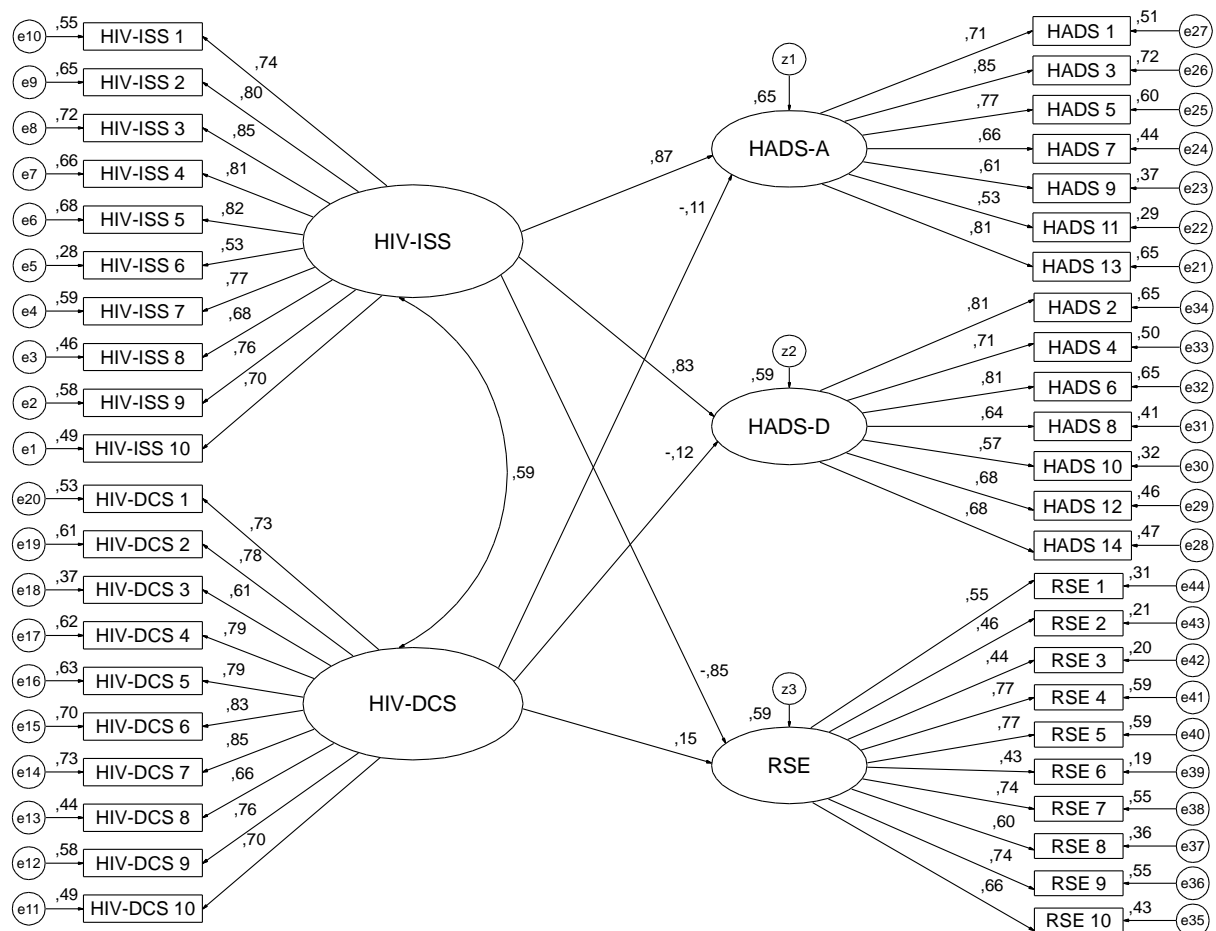 e10 ,55 HIV-ISS 1 ,74
e9 ,65 HIV-ISS 2 ,80
e8 ,72 HIV-ISS 3 ,85
e7 ,66 HIV-ISS 4 ,81
e6 ,68 HIV-ISS 5 ,82
e5 ,28 HIV-ISS 6 ,53
e4 ,59 HIV-ISS 7 ,77
e3 ,46 HIV-ISS 8 ,68
e2 ,58 HIV-ISS 9 ,76
e1 ,49 HIV-ISS 10 ,70
HIV-ISS
e20 ,53 HIV-DCS 1 ,73
e19 ,61 HIV-DCS 2 ,78
e18 ,37 HIV-DCS 3 ,61
e17 ,62 HIV-DCS 4 ,79
e16 ,63 HIV-DCS 5 ,79
e15 ,70 HIV-DCS 6 ,83
e14 ,73 HIV-DCS 7 ,85
e13 ,44 HIV-DCS 8 ,66
e12 ,58 HIV-DCS 9 ,76
e11 ,49 HIV-DCS 10 ,70
HIV-DCS
,59
,87
-,11
,83
-,12
-,85
,15
z1
,65
HADS-A
,71 HADS 1 ,51 e27
,85 HADS 3 ,72 e26
,77 HADS 5 ,60 e25
,66 HADS 7 ,44 e24
,61 HADS 9 ,37 e23
,53 HADS 11 ,29 e22
,81 HADS 13 ,65 e21
z2
,59
HADS-D
,81 HADS 2 ,65 e34
,71 HADS 4 ,50 e33
,81 HADS 6 ,65 e32
,64 HADS 8 ,41 e31
,57 HADS 10 ,32 e30
,68 HADS 12 ,46 e29
,68 HADS 14 ,47 e28
z3
,59
RSE
,55 RSE 1 ,31 e44
,46 RSE 2 ,21 e43
,44 RSE 3 ,20 e42
,77 RSE 4 ,59 e41
,77 RSE 5 ,59 e40
,43 RSE 6 ,19 e39
,74 RSE 7 ,55 e38
,60 RSE 8 ,36 e37
,74 RSE 9 ,55 e36
,66 RSE 10 ,43 e35